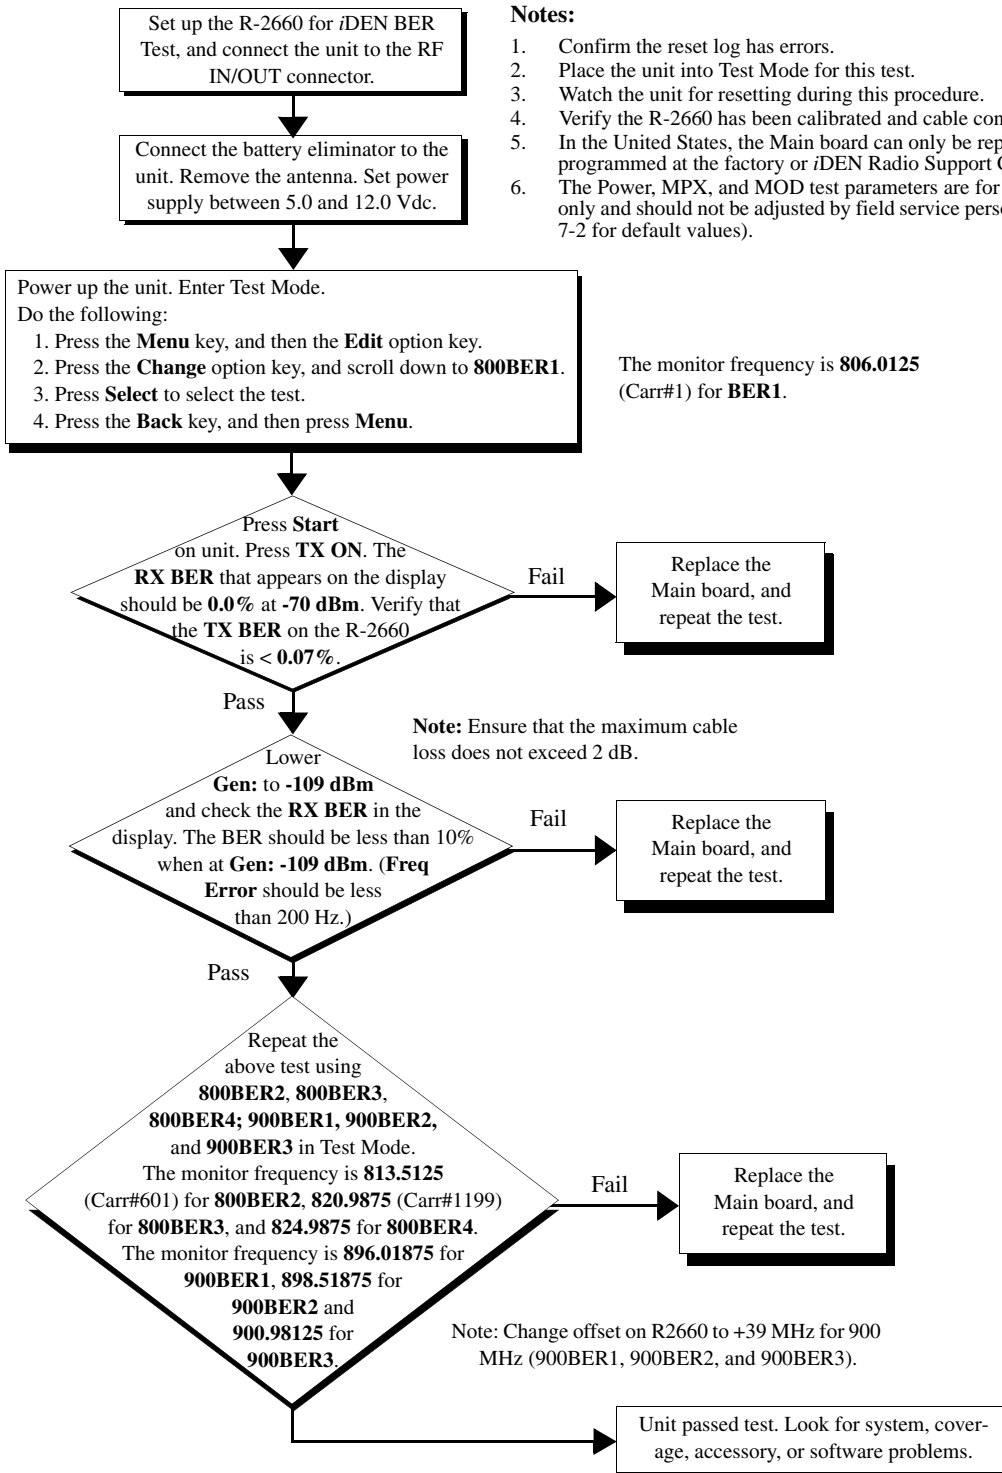 Set up the R-2660 for iDEN BER
Test, and connect the unit to the RF
IN/OUT connector.
Notes:
1. Confirm the reset log has errors.
2. Place the unit into Test Mode for this test.
3. Watch the unit for resetting during this procedure.
4. Verify the R-2660 has been calibrated and cable con
5. In the United States, the Main board can only be rep
programmed at the factory or iDEN Radio Support C
6. The Power, MPX, and MOD test parameters are for
only and should not be adjusted by field service pers
7-2 for default values).
Connect the battery eliminator to the
unit. Remove the antenna. Set power
supply between 5.0 and 12.0 Vdc.
Power up the unit. Enter Test Mode.
Do the following:
1. Press the Menu key, and then the Edit option key.
2. Press the Change option key, and scroll down to 800BER1.
3. Press Select to select the test.
4. Press the Back key, and then press Menu.
The monitor frequency is 806.0125
(Carr#1) for BER1.
Press Start
on unit. Press TX ON. The
RX BER that appears on the display
should be 0.0% at -70 dBm. Verify that
the TX BER on the R-2660
is < 0.07%.
Fail
Replace the
Main board, and
repeat the test.
Pass
Note: Ensure that the maximum cable
loss does not exceed 2 dB.
Lower
Gen: to -109 dBm
and check the RX BER in the
display. The BER should be less than 10%
when at Gen: -109 dBm. (Freq
Error should be less
than 200 Hz.)
Fail
Replace the
Main board, and
repeat the test.
Pass
Repeat the
above test using
800BER2, 800BER3,
800BER4; 900BER1, 900BER2,
and 900BER3 in Test Mode.
The monitor frequency is 813.5125
(Carr#601) for 800BER2, 820.9875 (Carr#1199)
for 800BER3, and 824.9875 for 800BER4.
The monitor frequency is 896.01875 for
900BER1, 898.51875 for
900BER2 and
900.98125 for
900BER3.
Fail
Replace the
Main board, and
repeat the test.
Note: Change offset on R2660 to +39 MHz for 900
MHz (900BER1, 900BER2, and 900BER3).
Unit passed test. Look for system, cover-
age, accessory, or software problems.